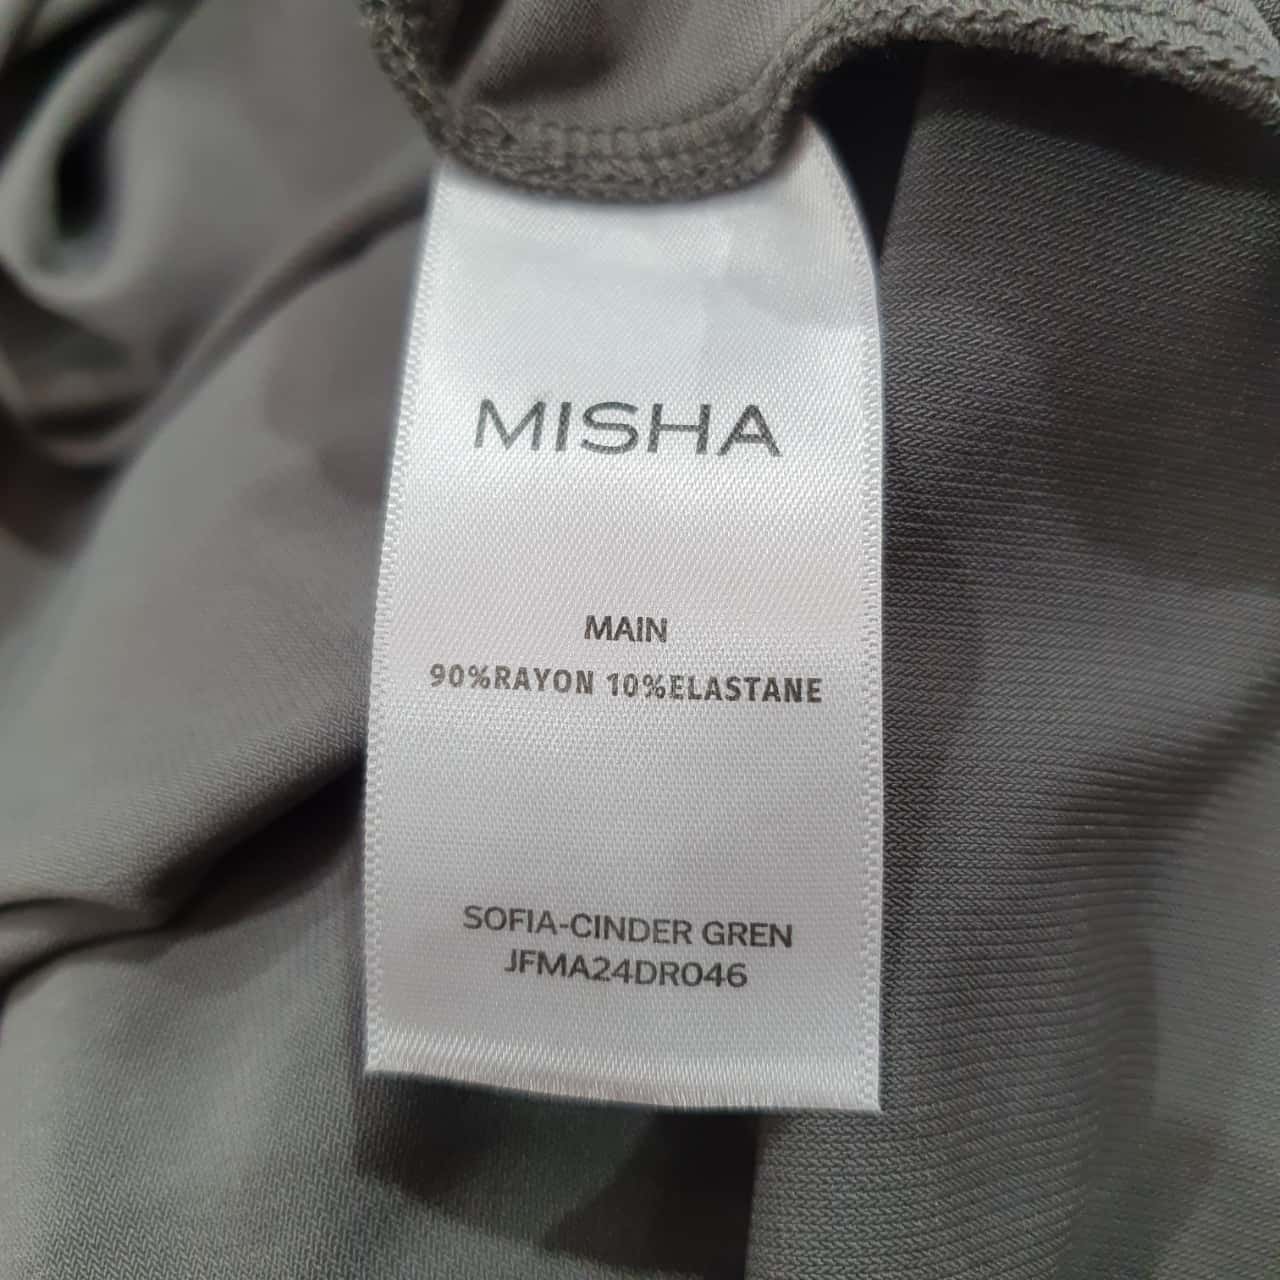 MISHA
MAIN
90%RAYON 10%ELASTANE
SOFIA-CINDER GREN
JFMA24DR046